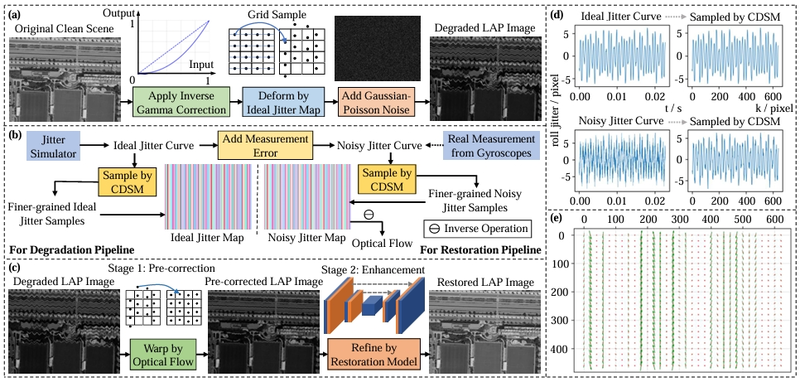 (a)
Original Clean Scene
Output
1
0
Input
1
Grid Sample
Degraded LAP Image
Apply Inverse
Gamma Correction
Deform by
Ideal Jitter Map
Add Gaussian-
Poisson Noise
(b)
Jitter
Simulator
Ideal Jitter Curve
Add Measurement
Error
Noisy Jitter Curve
Real Measurement
from Gyroscopes
Sample by
CDSM
Sample by
CDSM
Finer-grained Ideal
Jitter Samples
Finer-grained Noisy
Jitter Samples
Ideal Jitter Map
Noisy Jitter Map
Optical Flow
Inverse Operation
For Degradation Pipeline
For Restoration Pipeline
(c)
Stage 1: Pre-correction
Stage 2: Enhancement
Degraded LAP Image
Pre-corrected LAP Image
Restored LAP Image
Warp by
Optical Flow
Refine by
Restoration Model
(d)
Ideal Jitter Curve
Sampled by CDSM
5
0
-5
5
0
-5
0.00 0.01 0.02
0 200 400 600
t / s
k / pixel
roll jitter / pixel
Noisy Jitter Curve
Sampled by CDSM
5
0
-5
5
0
-5
0.00 0.01 0.02
0 200 400 600
(e)
0 100 200 300 400 500 600
0
100
200
300
400